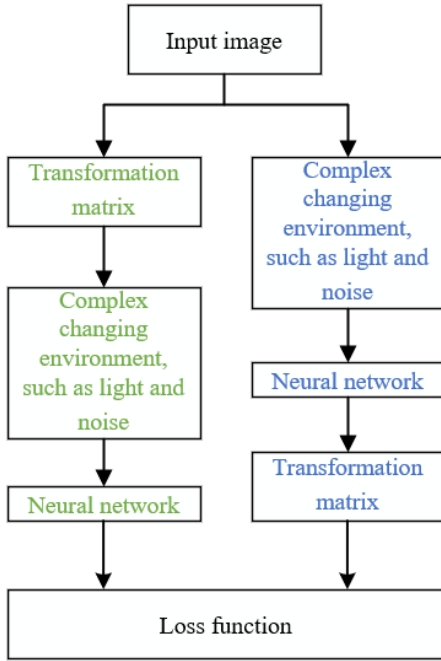 Input image
Transformation
matrix
Complex
changing
environment,
such as light and
noise
Neural network
Complex
changing
environment,
such as light and
noise
Neural network
Transformation
matrix
Loss function